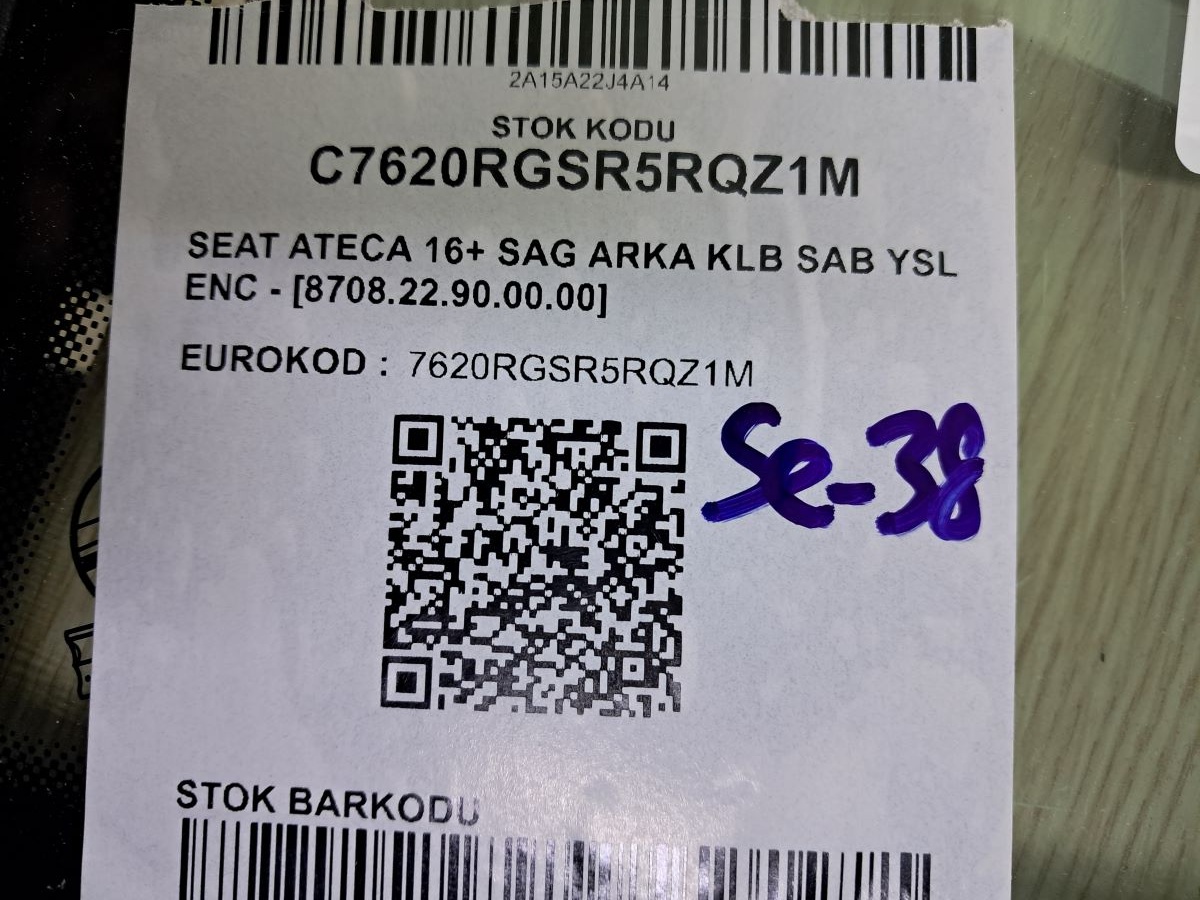 2A15A22J4A14
STOK KODU
C7620RGSR5RQZ1M
SEAT ATECA 16+ SAG ARKA KLB SAB YSL
ENC - [8708.22.90.00.00]
EUROKOD : 7620RGSR5RQZ1M
Se-38
STOK BARKODU